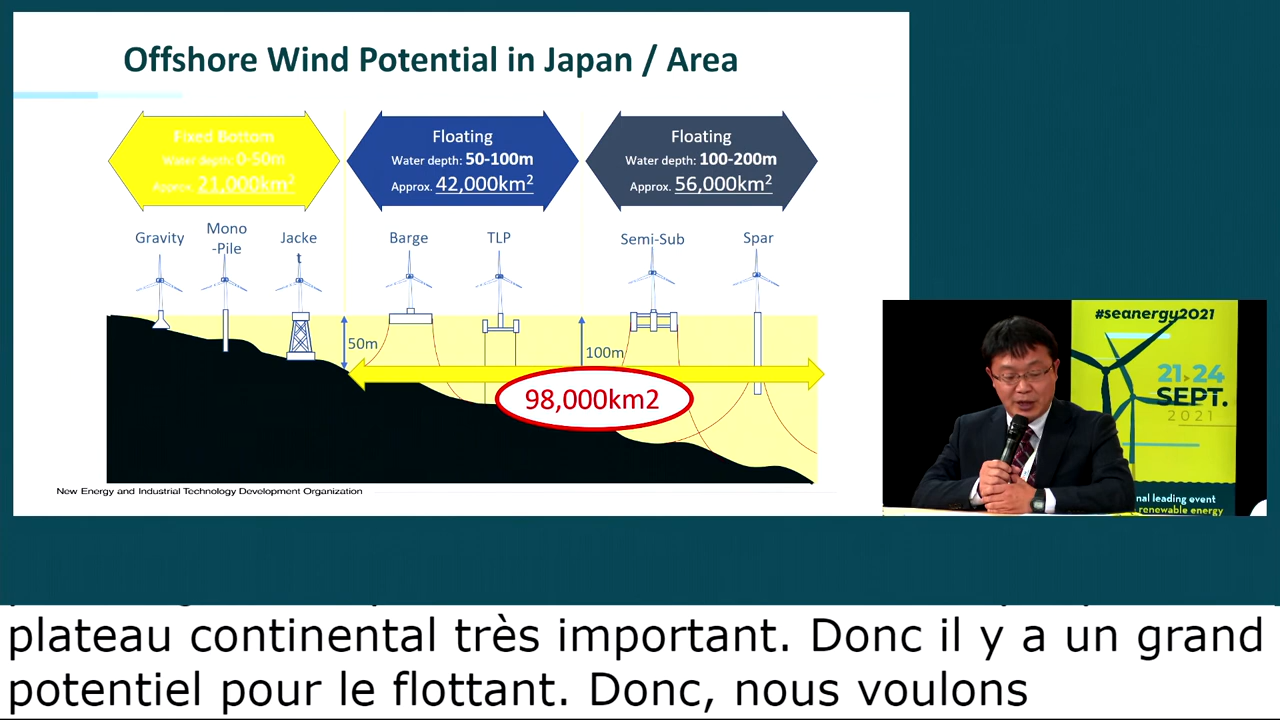 Offshore Wind Potential in Japan / Area
Fixed Bottom
Water depth: 0-50m
Approx. 21,000km2
Floating
Water depth: 50-100m
Approx. 42,000km2
Floating
Water depth: 100-200m
Approx. 56,000km2
Gravity
Mono
-Pile
Jacke
t
Barge
TLP
Semi-Sub
Spar
50m
100m
98,000km2
New Energy and Industrial Technology Development Organization
#seanergy2021
21>24
SEPT.
2021
nal leading event
renewable energy
plateau continental très important. Donc il y a un grand
potentiel pour le flottant. Donc, nous voulons